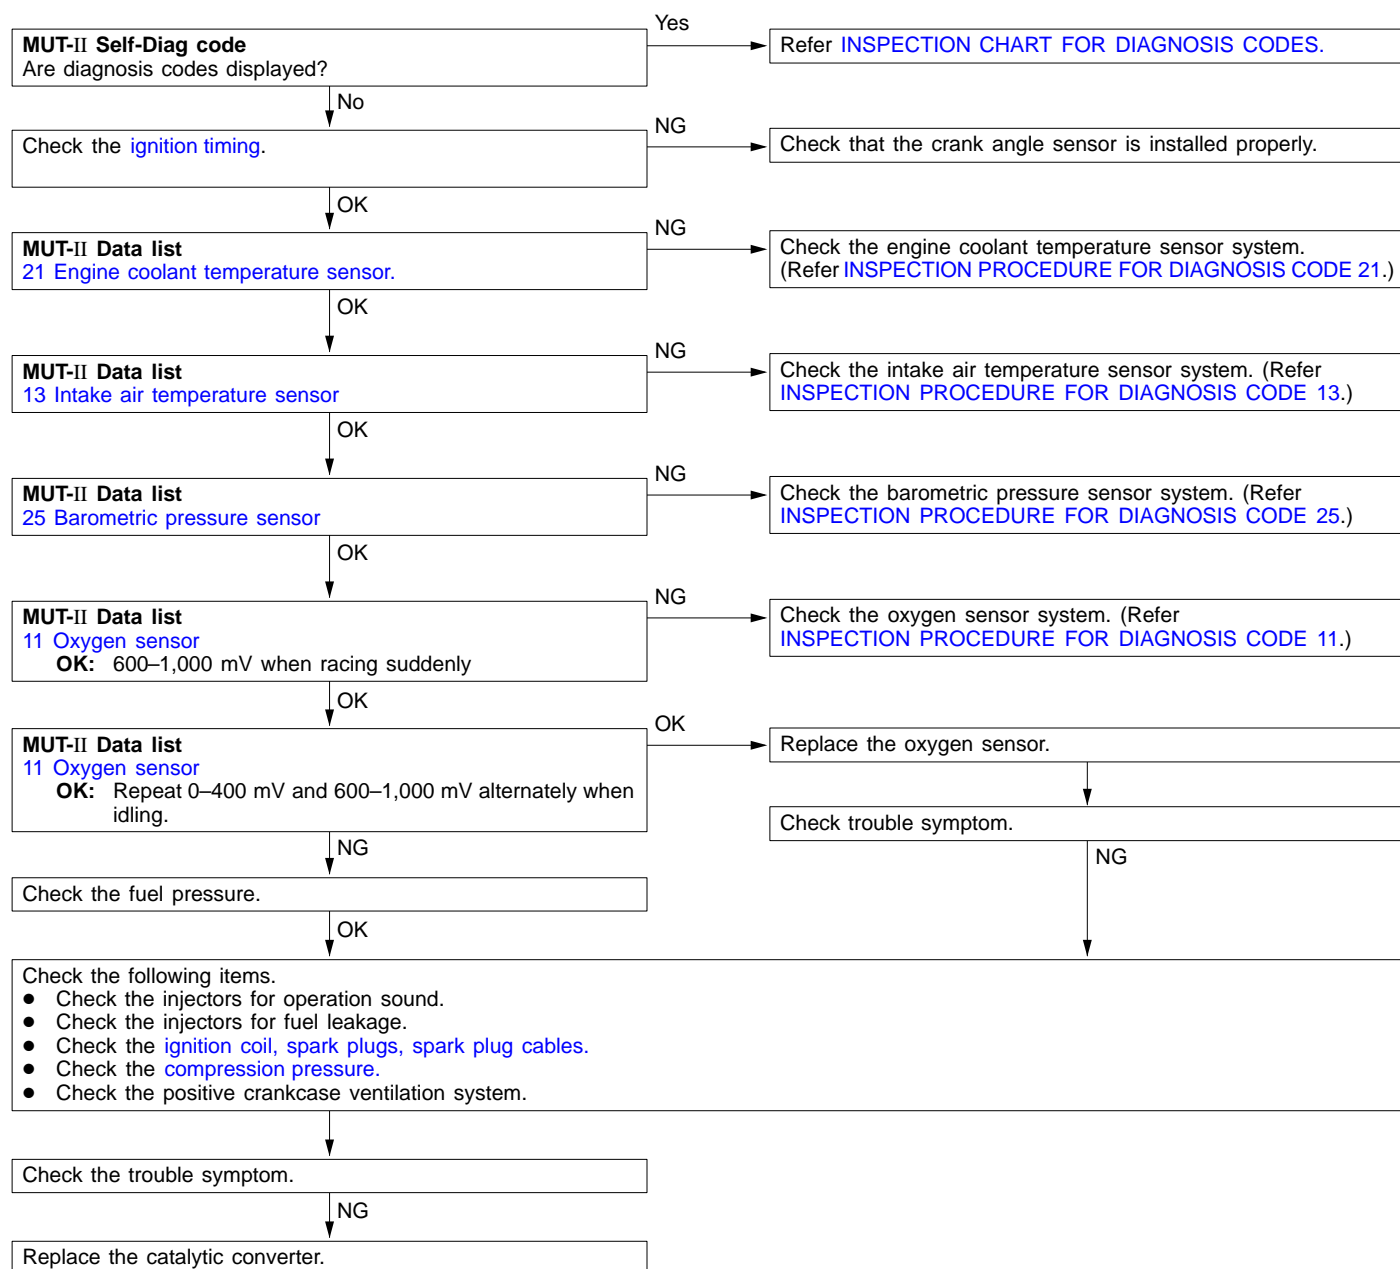 MUT-II Self-Diag code
Are diagnosis codes displayed?
Yes
Refer INSPECTION CHART FOR DIAGNOSIS CODES.
No
Check the ignition timing.
NG
Check that the crank angle sensor is installed properly.
OK
MUT-II Data list
21 Engine coolant temperature sensor.
NG
Check the engine coolant temperature sensor system.
(Refer INSPECTION PROCEDURE FOR DIAGNOSIS CODE 21.)
OK
MUT-II Data list
13 Intake air temperature sensor
NG
Check the intake air temperature sensor system. (Refer
INSPECTION PROCEDURE FOR DIAGNOSIS CODE 13.)
OK
MUT-II Data list
25 Barometric pressure sensor
NG
Check the barometric pressure sensor system. (Refer
INSPECTION PROCEDURE FOR DIAGNOSIS CODE 25.)
OK
MUT-II Data list
11 Oxygen sensor
OK: 600–1,000 mV when racing suddenly
NG
Check the oxygen sensor system. (Refer
INSPECTION PROCEDURE FOR DIAGNOSIS CODE 11.)
OK
MUT-II Data list
11 Oxygen sensor
OK: Repeat 0–400 mV and 600–1,000 mV alternately when
idling.
OK
Replace the oxygen sensor.
Check trouble symptom.
NG
NG
Check the fuel pressure.
OK
Check the following items.
● Check the injectors for operation sound.
● Check the injectors for fuel leakage.
● Check the ignition coil, spark plugs, spark plug cables.
● Check the compression pressure.
● Check the positive crankcase ventilation system.
Check the trouble symptom.
NG
Replace the catalytic converter.